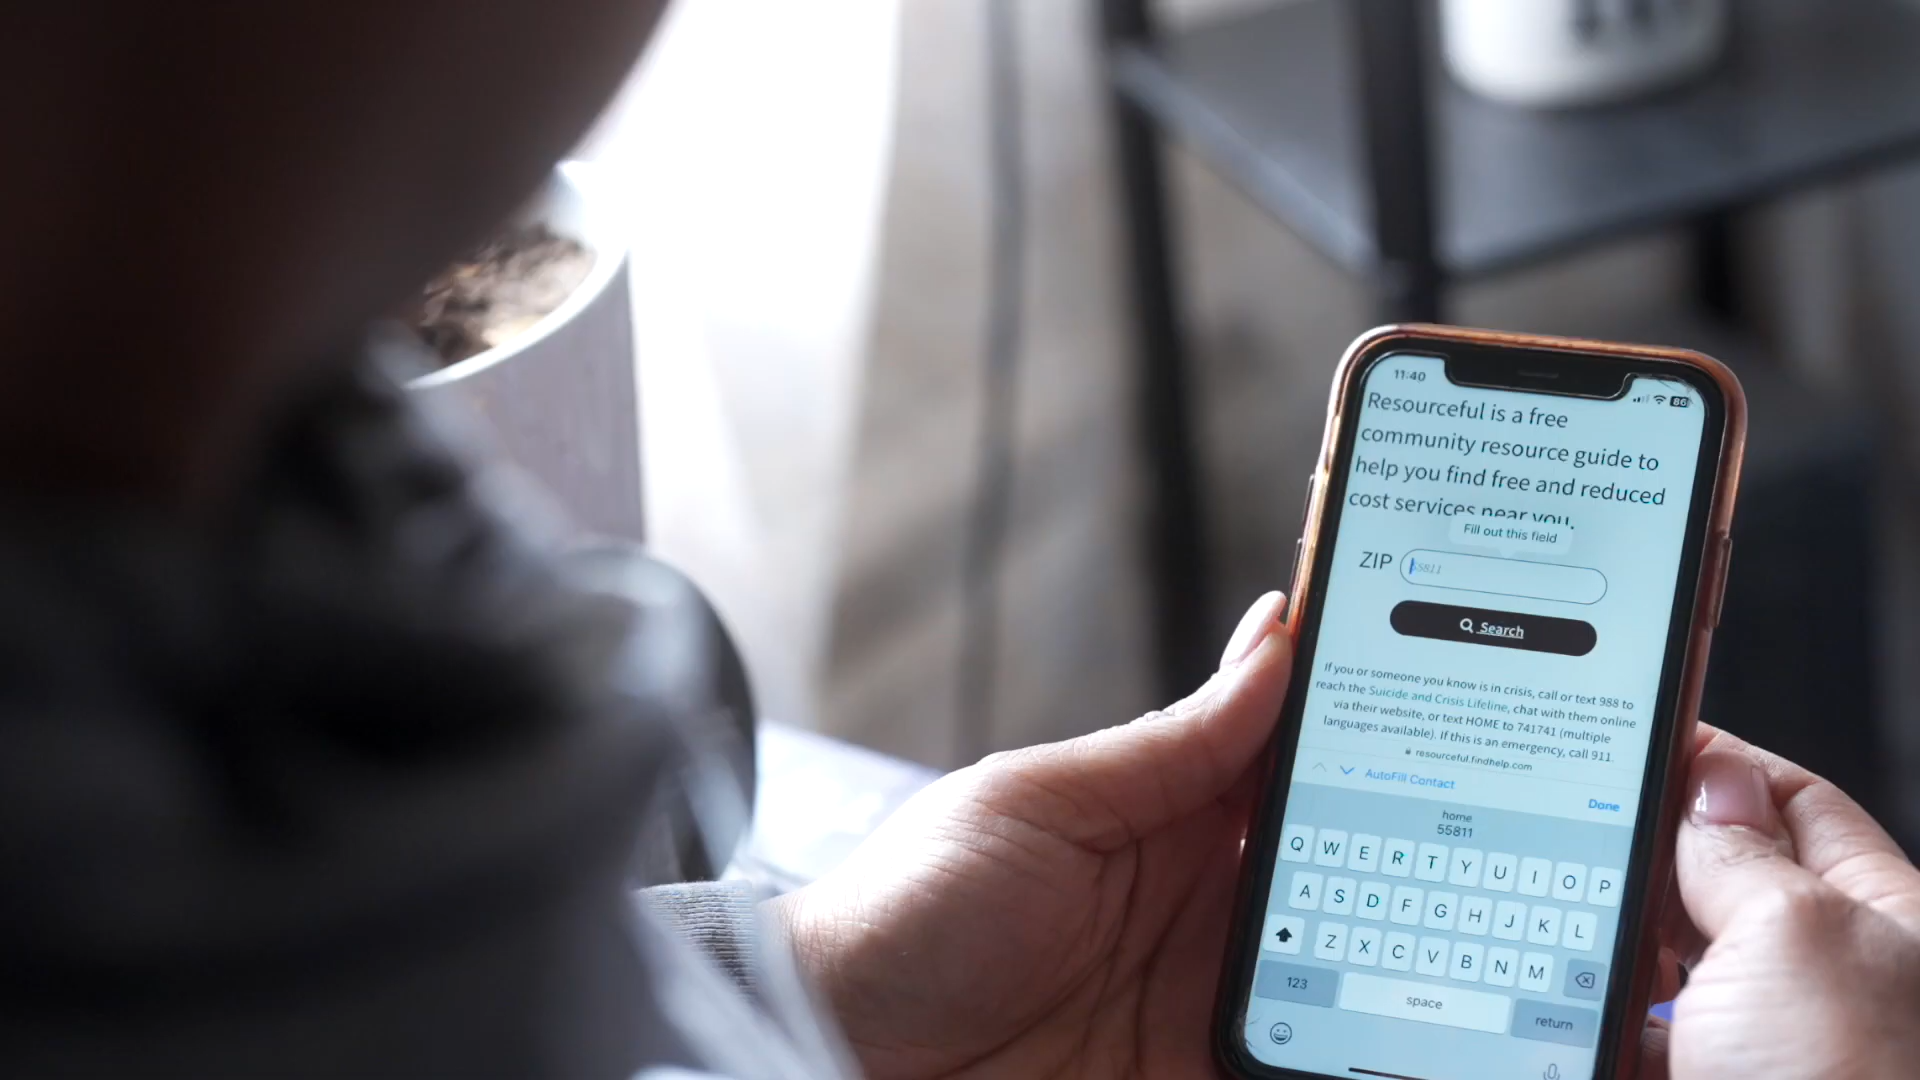 11:40
86
Resourceful is a free
community resource guide to
help you find free and reduced
cost services near you.
Fill out this field
ZIP 55811
Search
If you or someone you know is in crisis, call or text 988 to
reach the Suicide and Crisis Lifeline, chat with them online
via their website, or text HOME to 741741 (multiple
languages available). If this is an emergency, call 911.
resourceful.findhelp.com
AutoFill Contact
Done
home
55811
Q W E R T Y U I O P
A S D F G H J K L
Z X C V B N M
123 space return